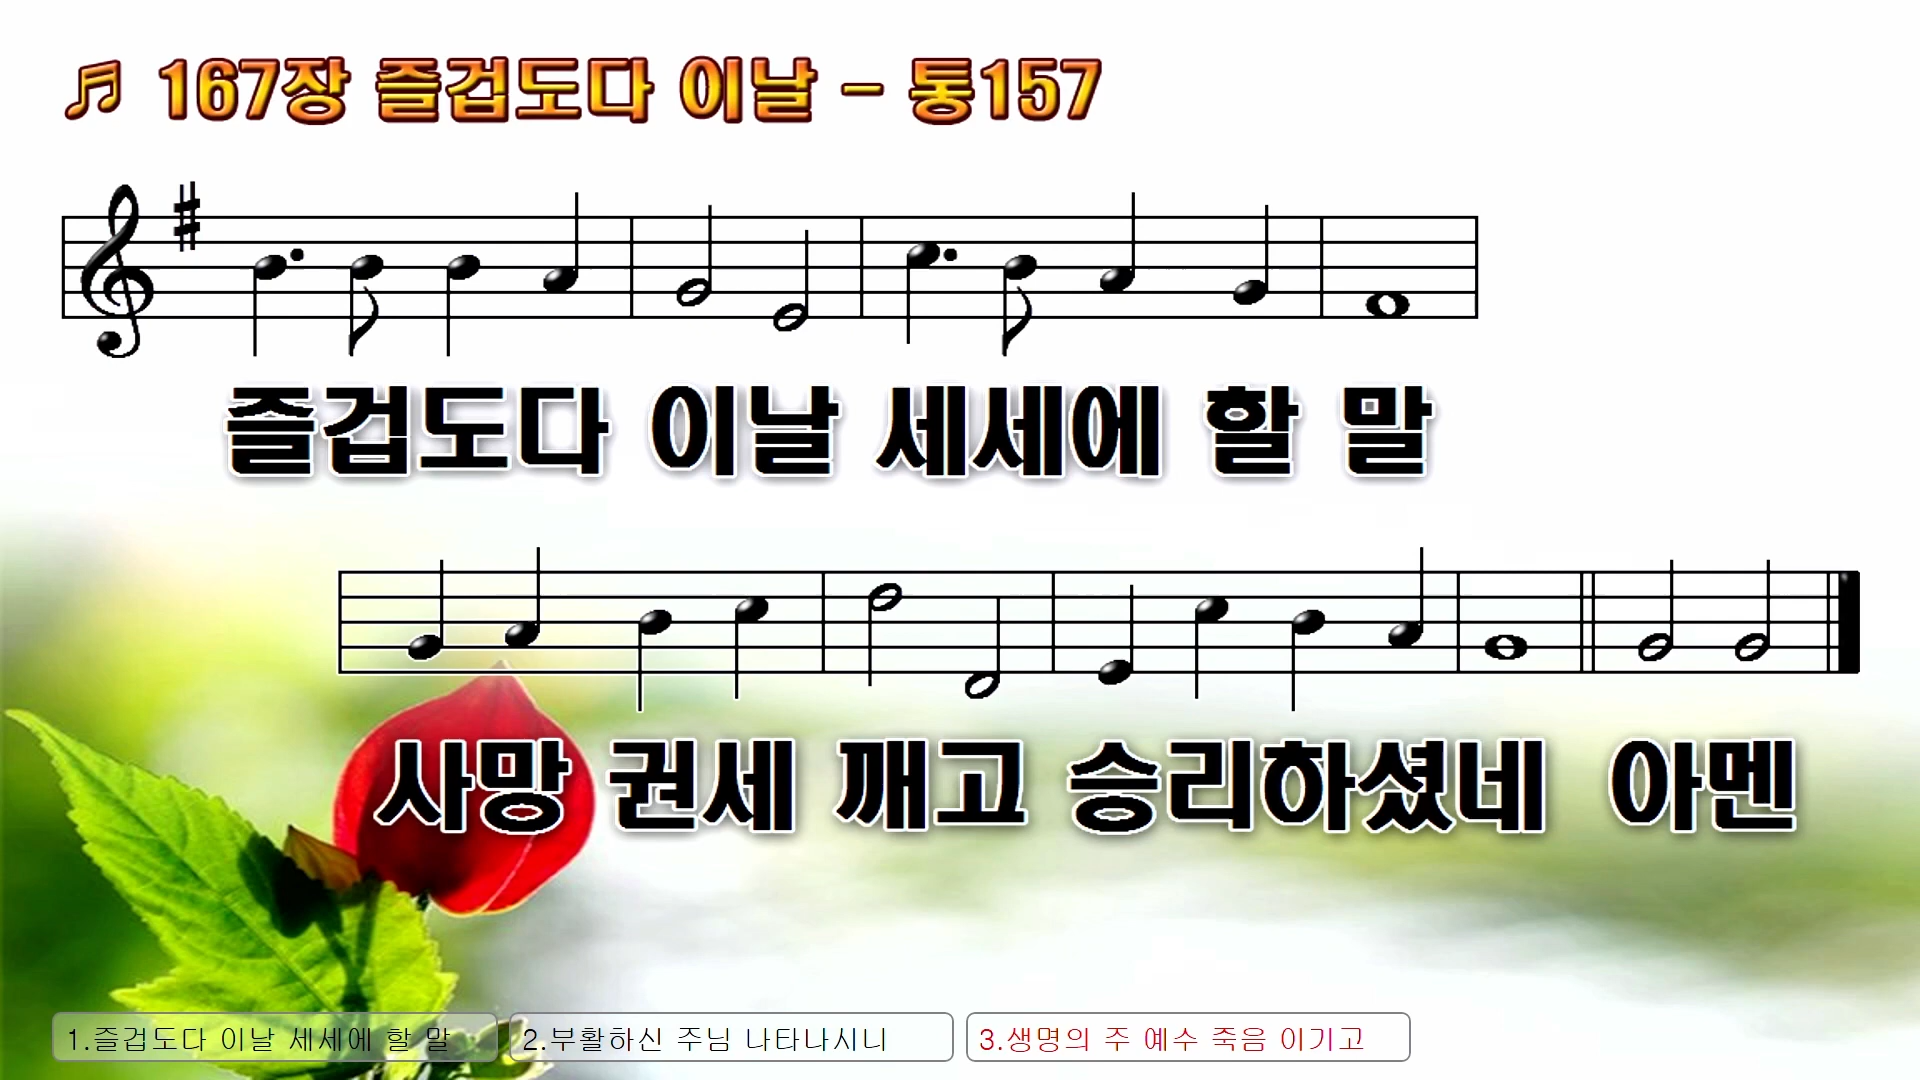 ♬ 167장 즐겁도다 이날 - 통157
즐겁도다 이날 세세에 할 말
사망 권세 깨고 승리하셨네 아멘
1.즐겁도다 이날 세세에 할 말
2.부활하신 주님 나타나시니
3.생명의 주 예수 죽음 이기고